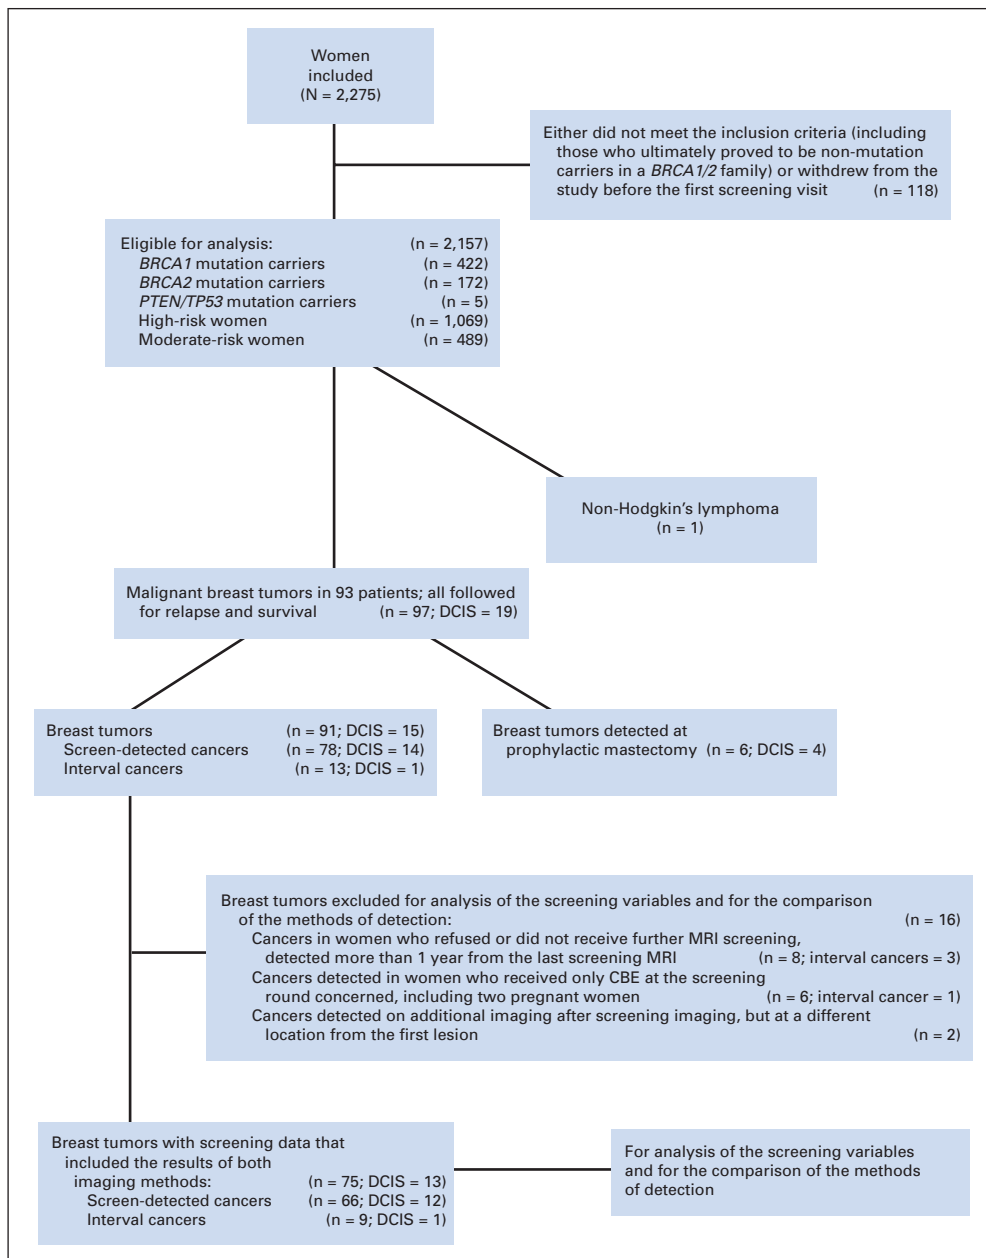 Women
included
(N = 2,275)
Either did not meet the inclusion criteria (including
those who ultimately proved to be non-mutation
carriers in a BRCA1/2 family) or withdrew from the
study before the first screening visit (n = 118)
Eligible for analysis: (n = 2,157)
BRCA1 mutation carriers (n = 422)
BRCA2 mutation carriers (n = 172)
PTEN/TP53 mutation carriers (n = 5)
High-risk women (n = 1,069)
Moderate-risk women (n = 489)
Non-Hodgkin's lymphoma
(n = 1)
Malignant breast tumors in 93 patients; all followed
for relapse and survival (n = 97; DCIS = 19)
Breast tumors (n = 91; DCIS = 15)
Screen-detected cancers (n = 78; DCIS = 14)
Interval cancers (n = 13; DCIS = 1)
Breast tumors detected at
prophylactic mastectomy (n = 6; DCIS = 4)
Breast tumors excluded for analysis of the screening variables and for the comparison
of the methods of detection: (n = 16)
Cancers in women who refused or did not receive further MRI screening,
detected more than 1 year from the last screening MRI (n = 8; interval cancers = 3)
Cancers detected in women who received only CBE at the screening
round concerned, including two pregnant women (n = 6; interval cancer = 1)
Cancers detected on additional imaging after screening imaging, but at a different
location from the first lesion (n = 2)
Breast tumors with screening data that
included the results of both
imaging methods: (n = 75; DCIS = 13)
Screen-detected cancers (n = 66; DCIS = 12)
Interval cancers (n = 9; DCIS = 1)
For analysis of the screening variables
and for the comparison of the methods
of detection